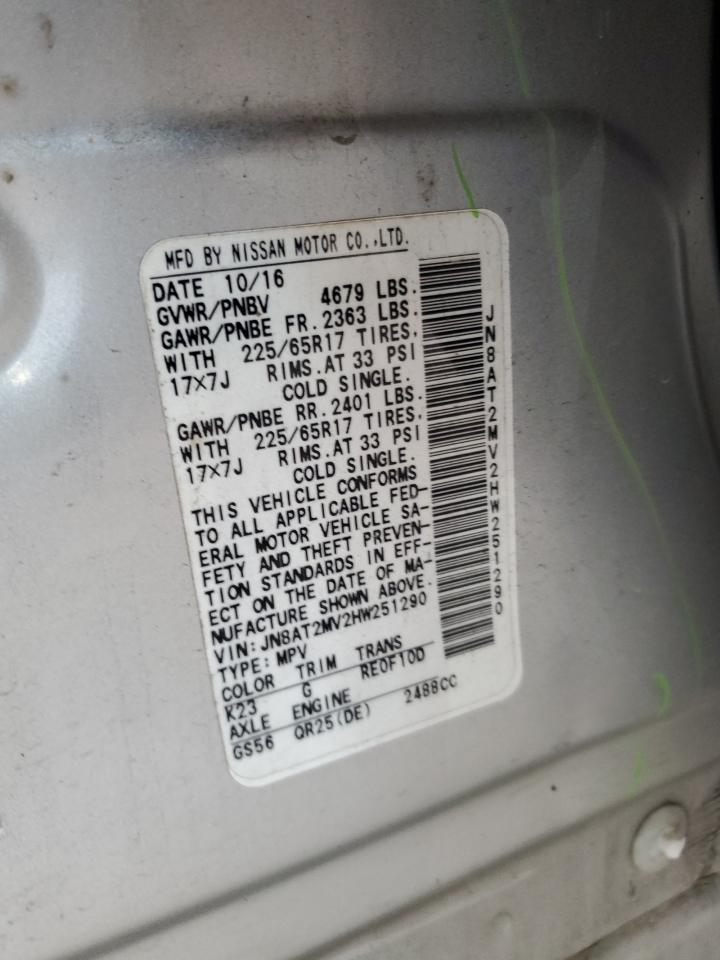 MFD BY NISSAN MOTOR CO.,LTD.
DATE 10/16
GVWR/PNBV 4679 LBS.
GAWR/PNBE FR. 2363 LBS.
WITH 225/65R17 TIRES,
17X7J RIMS.AT 33 PSI
COLD SINGLE.
GAWR/PNBE RR. 2401 LBS.
WITH 225/65R17 TIRES,
17X7J RIMS.AT 33 PSI
COLD SINGLE.
THIS VEHICLE CONFORMS
TO ALL APPLICABLE FED-
ERAL MOTOR VEHICLE SA-
FETY AND THEFT PREVEN-
TION STANDARDS IN EFF-
ECT ON THE DATE OF MA-
NUFACTURE SHOWN ABOVE.
VIN:JN8AT2MV2HW251290
TYPE:MPV
COLOR TRIM TRANS
K23 G RE0F10D
AXLE ENGINE
GS56 QR25(DE) 2488CC
JN8AT2MV2HW251290